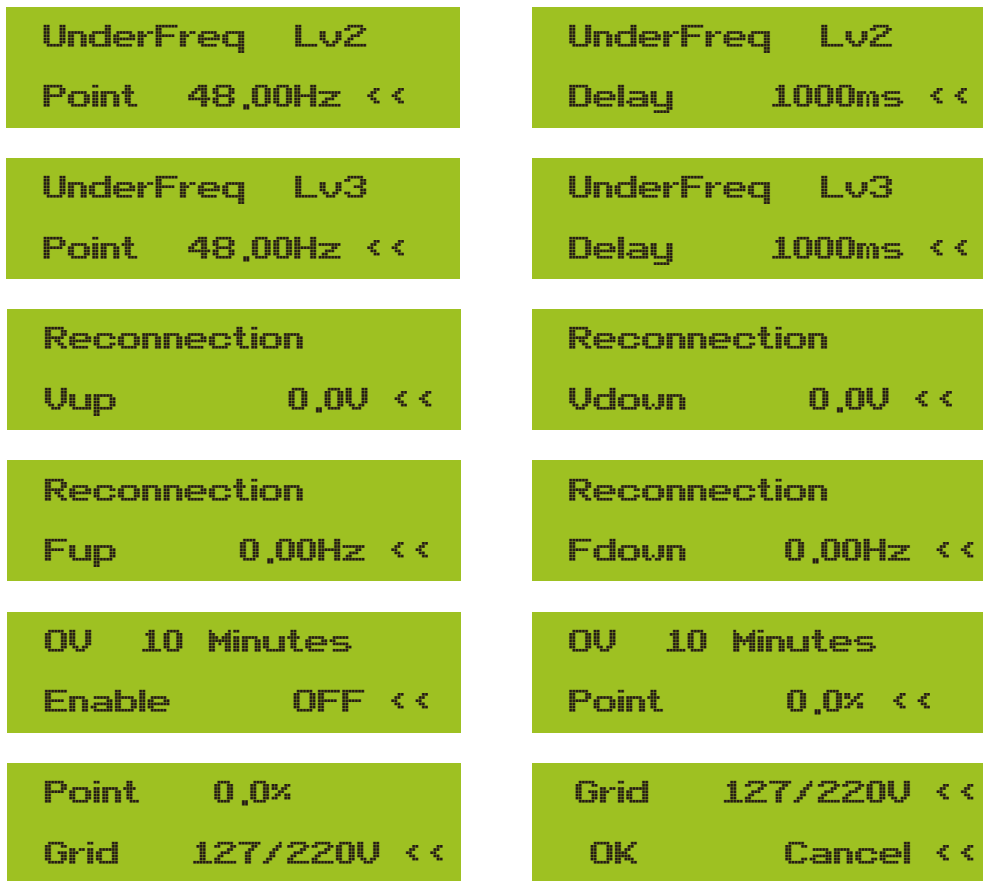 UnderFreq Lv2
Point 48.00Hz <<
UnderFreq Lv2
Delay 1000ms <<
UnderFreq Lv3
Point 48.00Hz <<
UnderFreq Lv3
Delay 1000ms <<
Reconnection
Vup 0.0V <<
Reconnection
Vdown 0.0V <<
Reconnection
Fup 0.00Hz <<
Reconnection
Fdown 0.00Hz <<
OV 10 Minutes
Enable OFF <<
OV 10 Minutes
Point 0.0% <<
Point 0.0%
Grid 127/220V <<
Grid 127/220V <<
OK Cancel <<